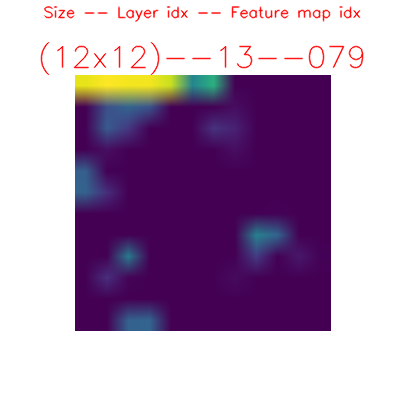 Size -- Layer idx -- Feature map idx
(12x12)--13--079